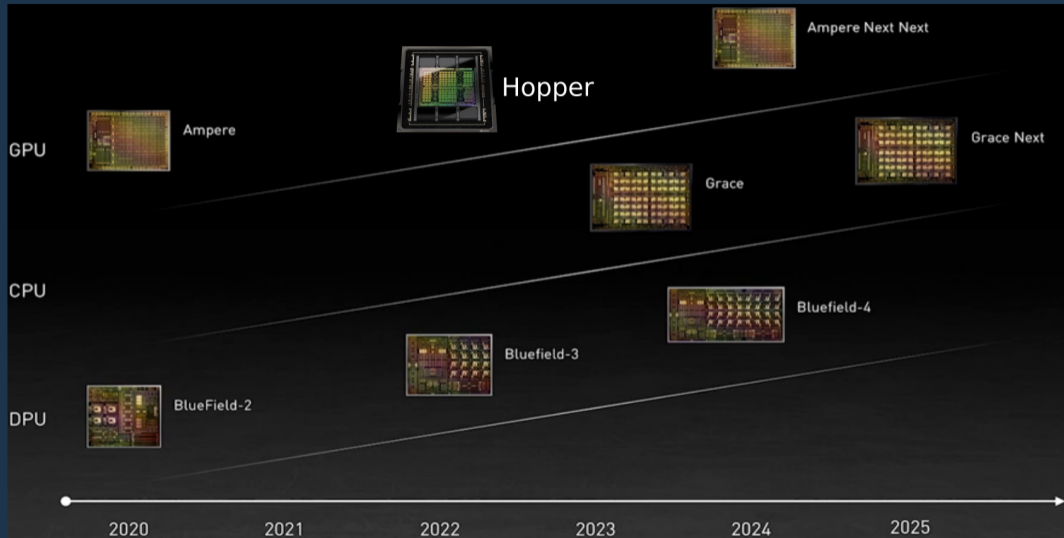 Ampere Next Next
Hopper
Ampere
Grace Next
GPU
Grace
CPU
Bluefield-4
Bluefield-3
BlueField-2
DPU
2020 2021 2022 2023 2024 2025